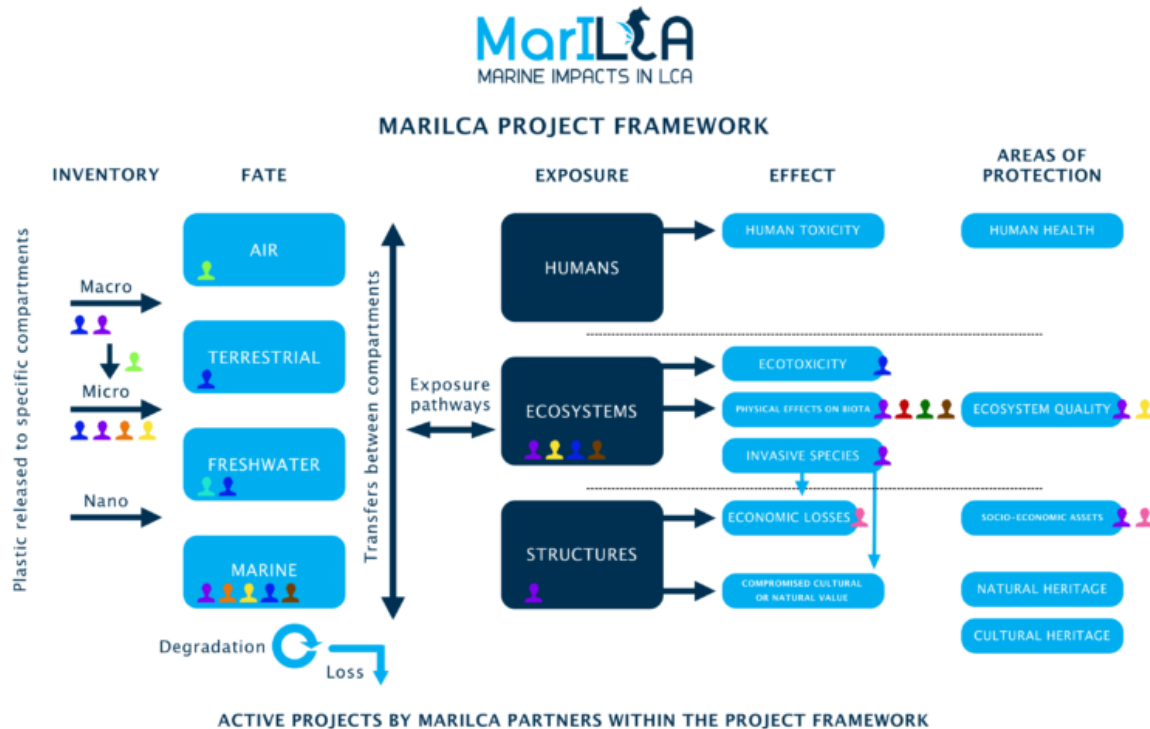 MarILCA
MARINE IMPACTS IN LCA
MARILCA PROJECT FRAMEWORK
INVENTORY
FATE
EXPOSURE
EFFECT
AREAS OF
PROTECTION
Plastic released to specific compartments
Macro
Micro
Nano
AIR
TERRESTRIAL
FRESHWATER
MARINE
Degradation
Loss
Transfers between compartments
Exposure
pathways
HUMANS
ECOSYSTEMS
STRUCTURES
HUMAN TOXICITY
ECOTOXICITY
PHYSICAL EFFECTS ON BIOTA
INVASIVE SPECIES
ECONOMIC LOSSES
COMPROMISED CULTURAL
OR NATURAL VALUE
HUMAN HEALTH
ECOSYSTEM QUALITY
SOCIO-ECONOMIC ASSETS
NATURAL HERITAGE
CULTURAL HERITAGE
ACTIVE PROJECTS BY MARILCA PARTNERS WITHIN THE PROJECT FRAMEWORK